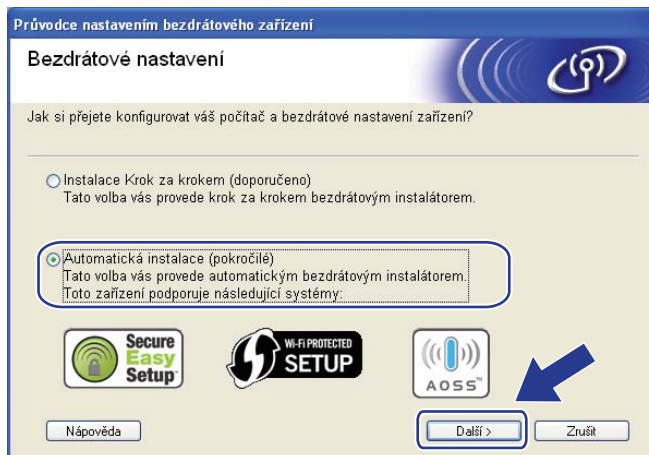 Průvodce nastavením bezdrátového zařízení
Bezdrátové nastavení
Jak si přejete konfigurovat váš počítač a bezdrátové nastavení zařízení?
Instalace Krok za krokem (doporučeno)
Tato volba vás provede krok za krokem bezdrátovým instalátorem.
Automatická instalace (pokročilé)
Tato volba vás provede automatickým bezdrátovým instalátorem.
Toto zařízení podporuje následující systémy:
Secure
Easy
Setup™
Wi-Fi PROTECTED
SETUP
AOSS™
Nápověda
Další >
Zrušit